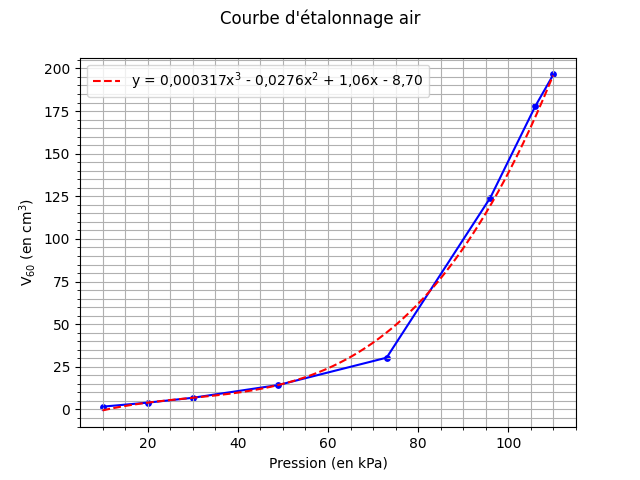 Courbe d'étalonnage air
y = 0,000317x³ - 0,0276x² + 1,06x - 8,70
200
175
150
125
100
75
50
25
0
V₆₀ (en cm³)
20 40 60 80 100
Pression (en kPa)